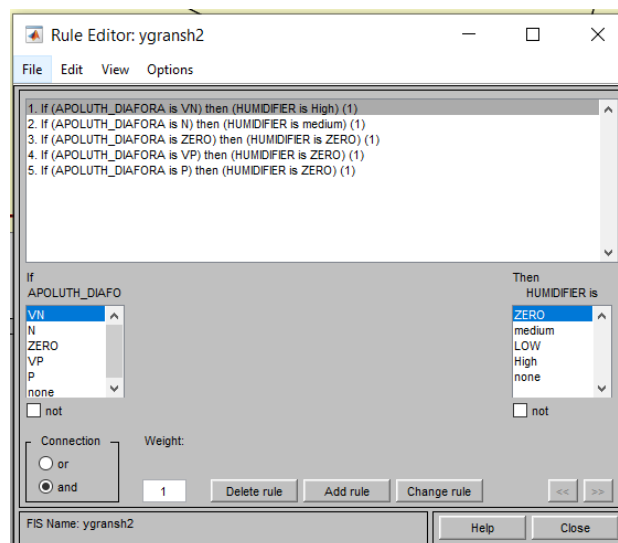 Rule Editor: ygransh2
File Edit View Options
1. If (APOLUTH_DIAFORA is VN) then (HUMIDIFIER is High) (1)
2. If (APOLUTH_DIAFORA is N) then (HUMIDIFIER is medium) (1)
3. If (APOLUTH_DIAFORA is ZERO) then (HUMIDIFIER is ZERO) (1)
4. If (APOLUTH_DIAFORA is VP) then (HUMIDIFIER is ZERO) (1)
5. If (APOLUTH_DIAFORA is P) then (HUMIDIFIER is ZERO) (1)
If
APOLUTH_DIAFO
VN
N
ZERO
VP
P
none
not
Then
HUMIDIFIER is
ZERO
medium
LOW
High
none
not
Connection
or
and
Weight:
1
Delete rule
Add rule
Change rule
<<
>>
FIS Name: ygransh2
Help
Close